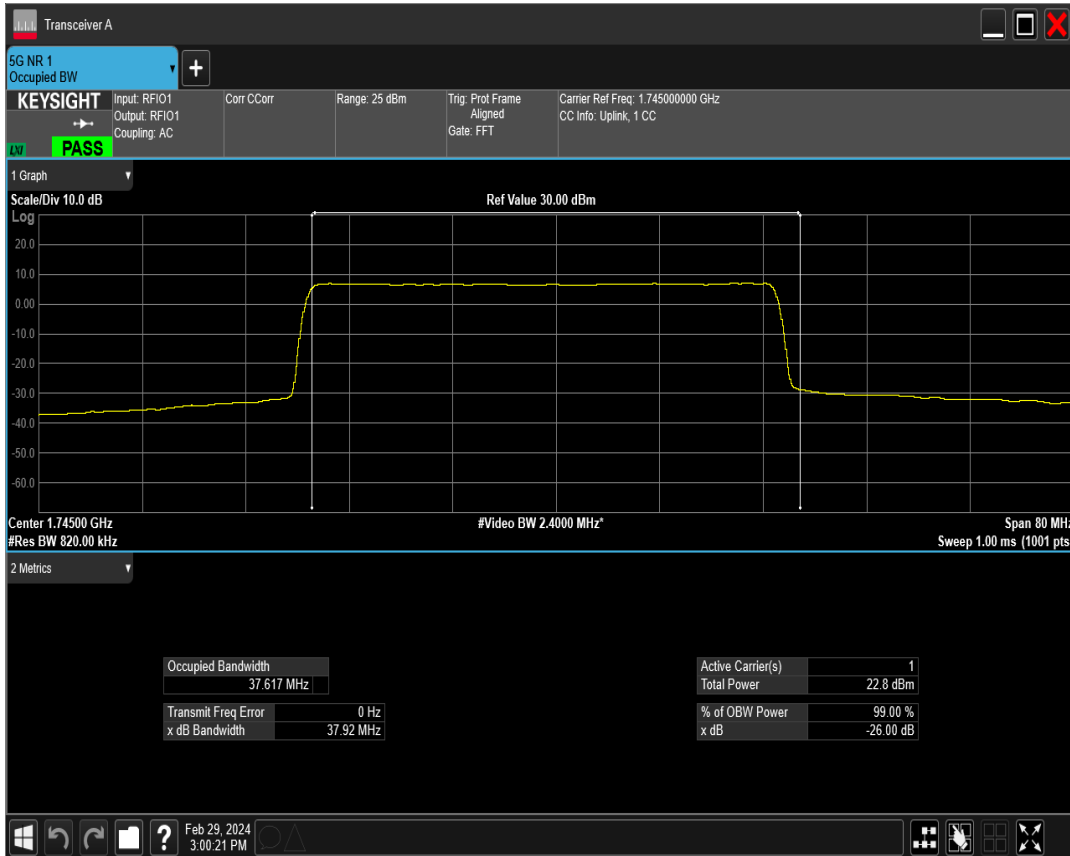 Transceiver A
5G NR 1
Occupied BW
KEYSIGHT
LXI
PASS
Input: RFIO1
Output: RFIO1
Coupling: AC
Corr CCorr
Range: 25 dBm
Trig: Prot Frame
Aligned
Gate: FFT
Carrier Ref Freq: 1.745000000 GHz
CC Info: Uplink, 1 CC
1 Graph
Scale/Div 10.0 dB
Ref Value 30.00 dBm
Log
20.0
10.0
0.00
-10.0
-20.0
-30.0
-40.0
-50.0
-60.0
Center 1.74500 GHz
#Video BW 2.4000 MHz*
Span 80 MHz
#Res BW 820.00 kHz
Sweep 1.00 ms (1001 pts
2 Metrics
Occupied Bandwidth
37.617 MHz
Transmit Freq Error 0 Hz
x dB Bandwidth 37.92 MHz
Active Carrier(s) 1
Total Power 22.8 dBm
% of OBW Power 99.00 %
x dB -26.00 dB
?
Feb 29, 2024
3:00:21 PM